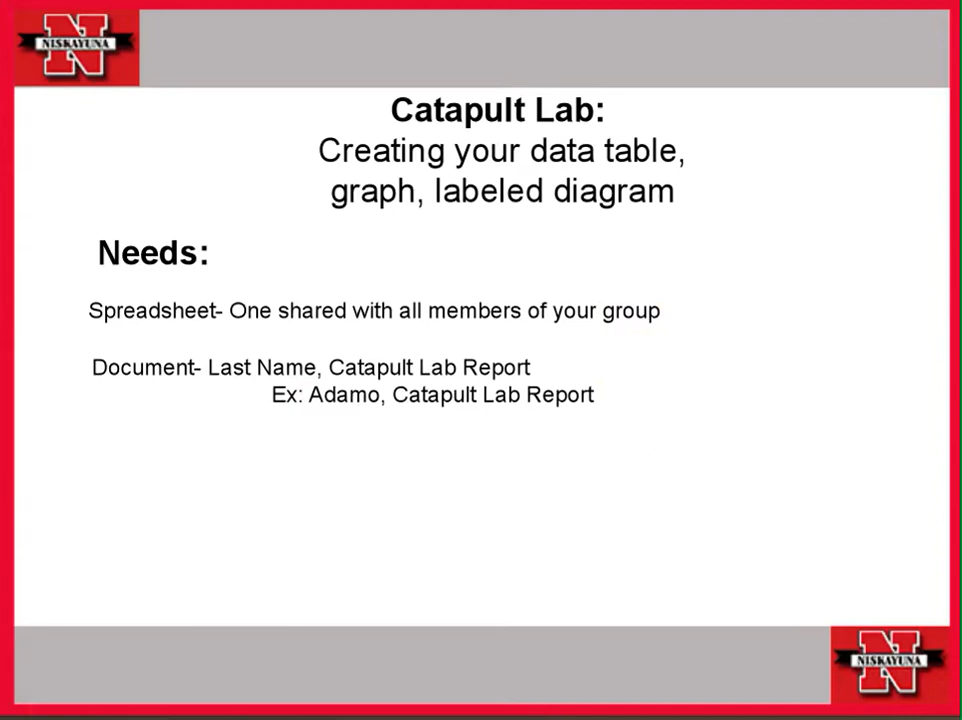 N
NISKAYUNA
Catapult Lab:
Creating your data table,
graph, labeled diagram
Needs:
Spreadsheet- One shared with all members of your group
Document- Last Name, Catapult Lab Report
Ex: Adamo, Catapult Lab Report
N
NISKAYUNA